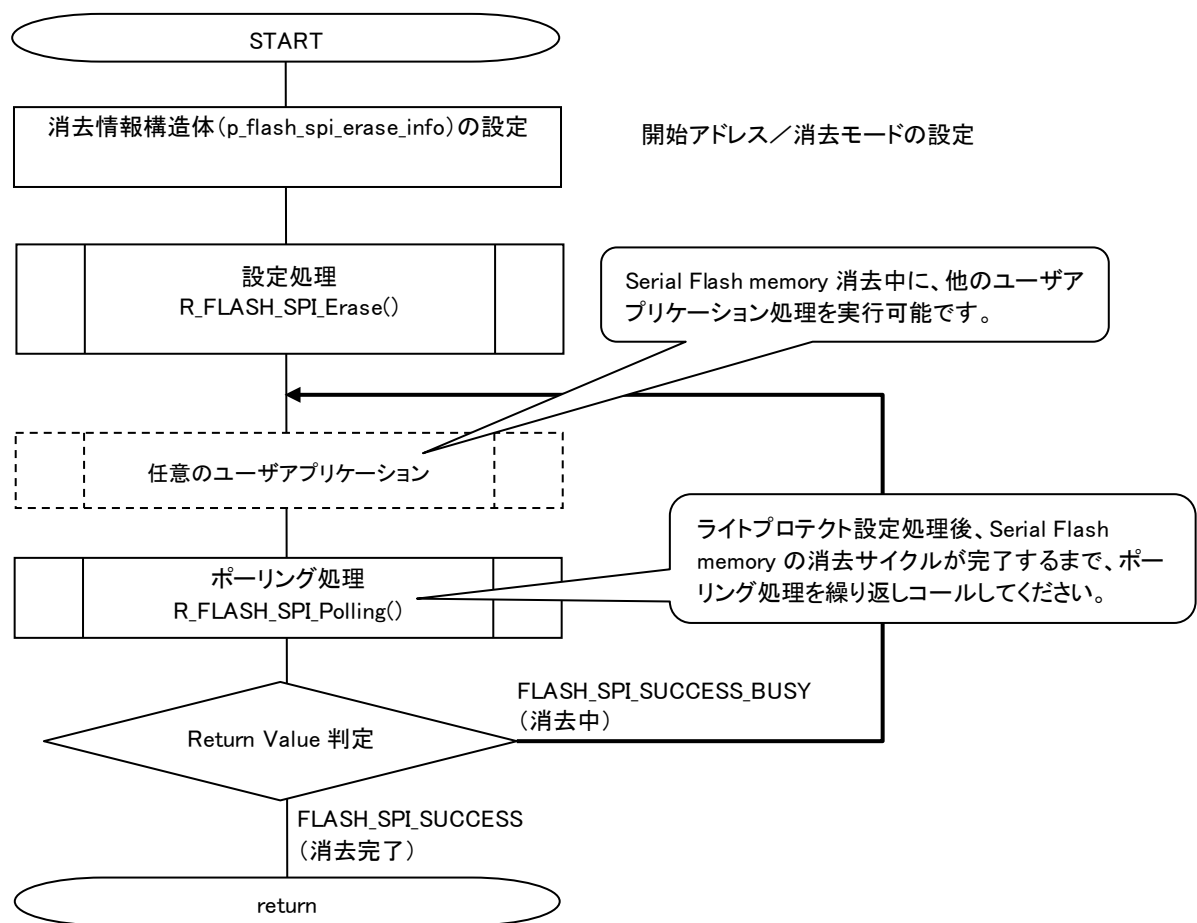 START
消去情報構造体（p_flash_spi_erase_info）の設定
開始アドレス／消去モードの設定
設定処理
R_FLASH_SPI_Erase()
Serial Flash memory 消去中に、他のユーザア
プリケーション処理を実行可能です。
任意のユーザアプリケーション
ライトプロテクト設定処理後、Serial Flash
memory の消去サイクルが完了するまで、ポー
リング処理を繰り返しコールしてください。
ポーリング処理
R_FLASH_SPI_Polling()
FLASH_SPI_SUCCESS_BUSY
（消去中）
Return Value 判定
FLASH_SPI_SUCCESS
（消去完了）
return